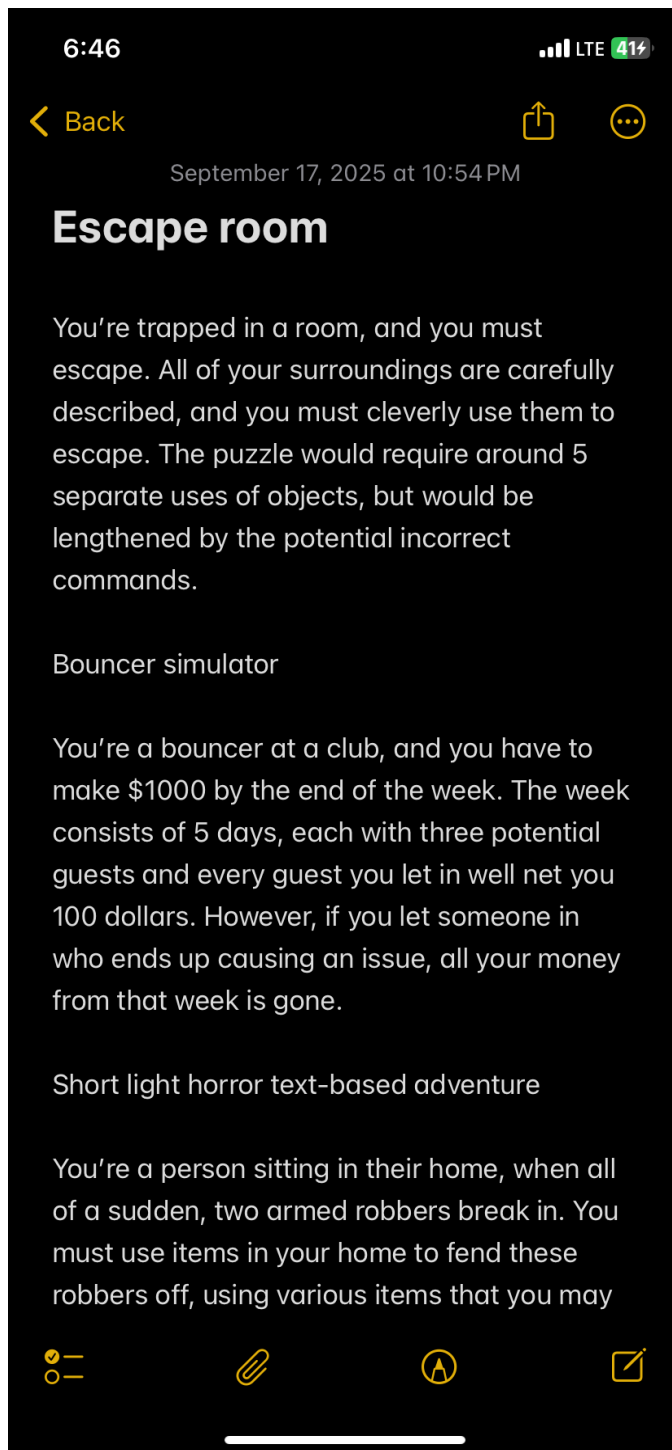 6:46
LTE 41
Back
September 17, 2025 at 10:54 PM
Escape room
You're trapped in a room, and you must
escape. All of your surroundings are carefully
described, and you must cleverly use them to
escape. The puzzle would require around 5
separate uses of objects, but would be
lengthened by the potential incorrect
commands.
Bouncer simulator
You're a bouncer at a club, and you have to
make $1000 by the end of the week. The week
consists of 5 days, each with three potential
guests and every guest you let in well net you
100 dollars. However, if you let someone in
who ends up causing an issue, all your money
from that week is gone.
Short light horror text-based adventure
You're a person sitting in their home, when all
of a sudden, two armed robbers break in. You
must use items in your home to fend these
robbers off, using various items that you may